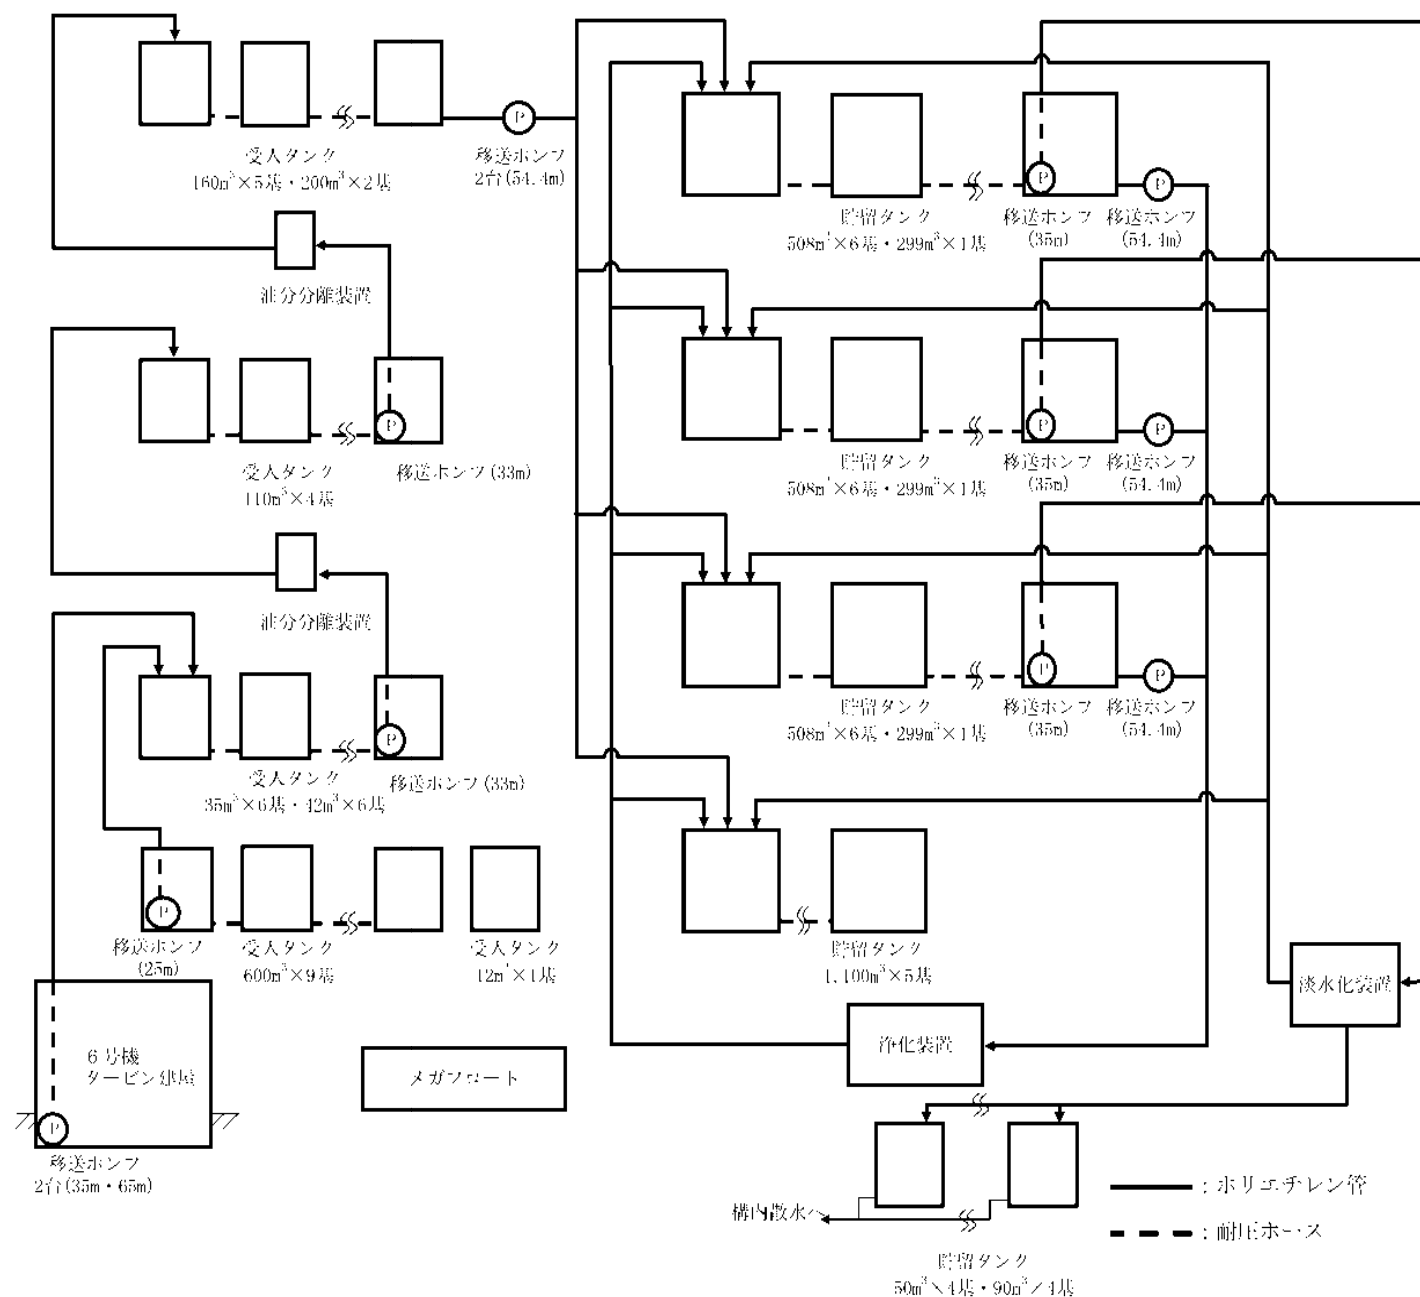 P
受入タンク
160m³×5基・200m³×2基
移送ポンプ
2台(54.4m)
油分分離装置
P
受入タンク
110m³×4基
移送ポンプ(33m)
油分分離装置
P
受入タンク
35m³×6基・42m³×6基
移送ポンプ(33m)
P
移送ポンプ
(25m)
受入タンク
600m³×9基
受入タンク
12m³×1基
6号機
タービン建屋
P
移送ポンプ
2台(35m・65m)
メガフロート
P
P
貯留タンク
508m³×6基・299m³×1基
移送ポンプ
(35m)
移送ポンプ
(54.4m)
P
P
貯留タンク
508m³×6基・299m³×1基
移送ポンプ
(35m)
移送ポンプ
(54.4m)
P
P
貯留タンク
508m³×6基・299m³×1基
移送ポンプ
(35m)
移送ポンプ
(54.4m)
貯留タンク
1,100m³×5基
浄化装置
淡水化装置
構内散水へ
貯留タンク
50m³×4基・90m³×4基
：ポリエチレン管
：耐圧ホース